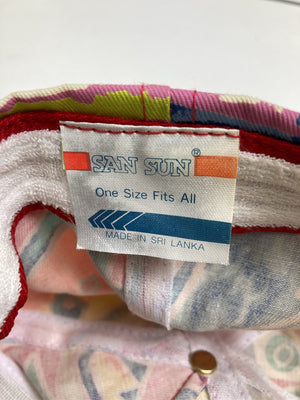 SAN SUN®
One Size Fits All
MADE IN SRI LANKA